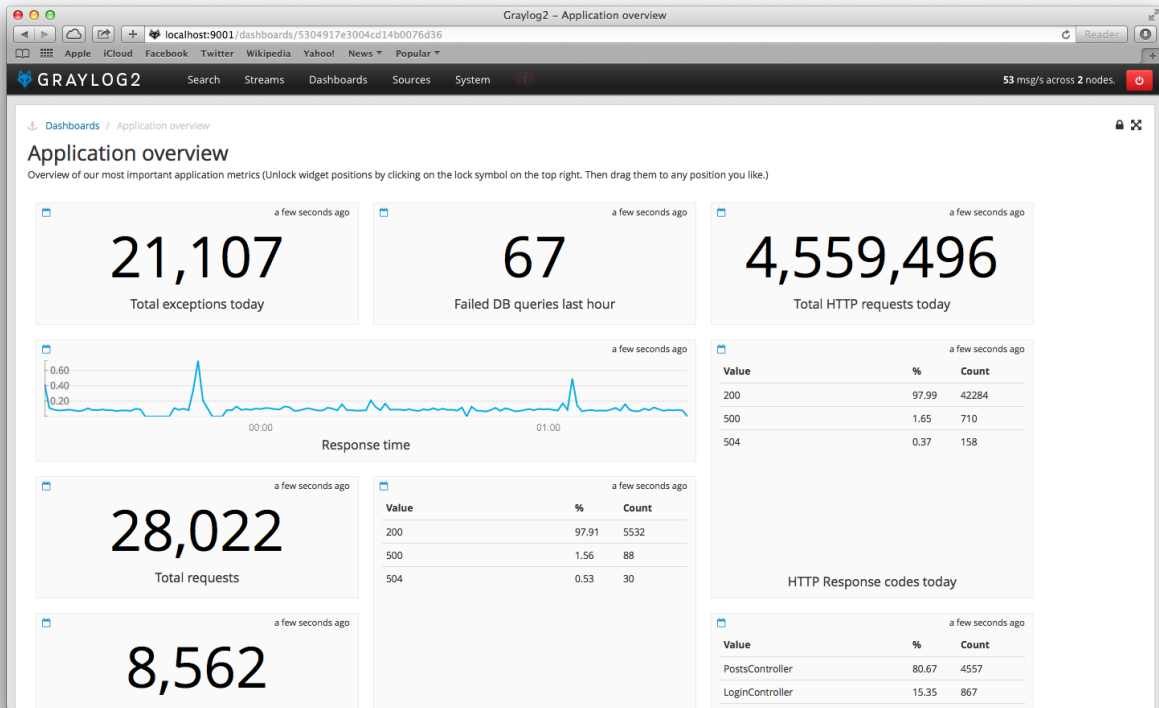 Graylog2 – Application overview
localhost:9001/dashboards/5304917e3004cd14b0076d36
Reader
Apple iCloud Facebook Twitter Wikipedia Yahoo! News ▾ Popular ▾
GRAYLOG2 Search Streams Dashboards Sources System 1 53 msg/s across 2 nodes.
Dashboards / Application overview
Application overview
Overview of our most important application metrics (Unlock widget positions by clicking on the lock symbol on the top right. Then drag them to any position you like.)
a few seconds ago
21,107
Total exceptions today
a few seconds ago
67
Failed DB queries last hour
a few seconds ago
4,559,496
Total HTTP requests today
a few seconds ago
0.60
0.40
0.20
00:00 01:00
Response time
a few seconds ago
Value % Count
200 97.99 42284
500 1.65 710
504 0.37 158
HTTP Response codes today
a few seconds ago
28,022
Total requests
a few seconds ago
Value % Count
200 97.91 5532
500 1.56 88
504 0.53 30
a few seconds ago
8,562
a few seconds ago
Value % Count
PostsController 80.67 4557
LoginController 15.35 867